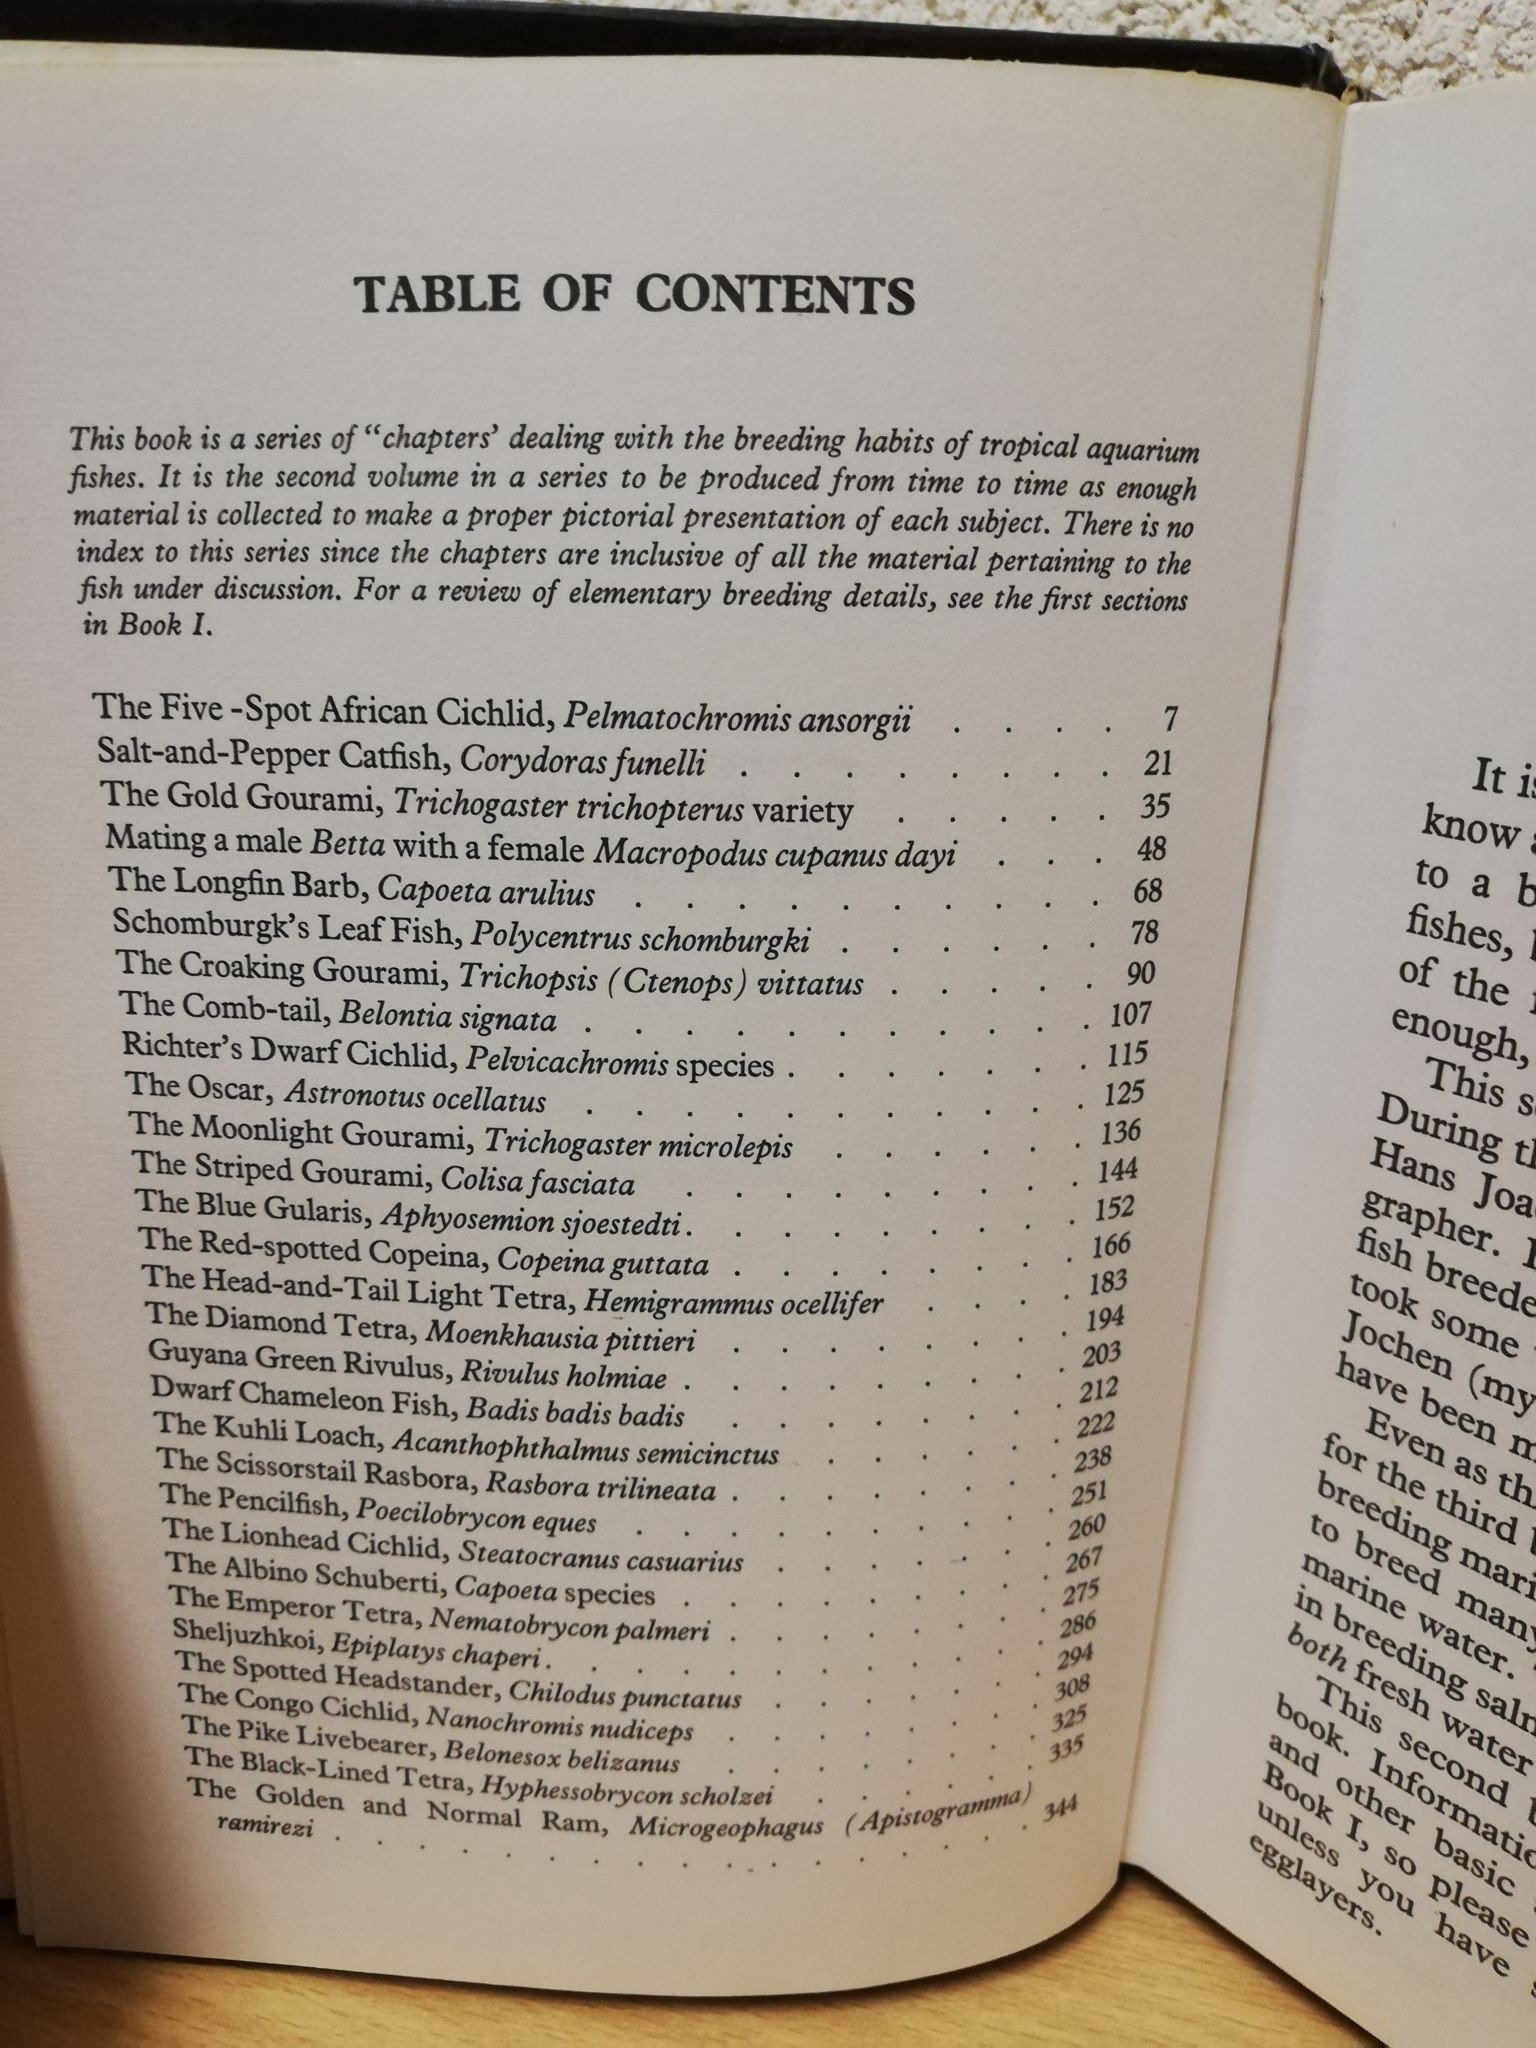 TABLE OF CONTENTS
This book is a series of "chapters' dealing with the breeding habits of tropical aquarium
fishes. It is the second volume in a series to be produced from time to time as enough
material is collected to make a proper pictorial presentation of each subject. There is no
index to this series since the chapters are inclusive of all the material pertaining to the
fish under discussion. For a review of elementary breeding details, see the first sections
in Book I.
The Five -Spot African Cichlid, Pelmatochromis ansorgii . . . . 7
Salt-and-Pepper Catfish, Corydoras funelli . . . . . . . . 21
The Gold Gourami, Trichogaster trichopterus variety . . . . . 35
Mating a male Betta with a female Macropodus cupanus dayi . . . 48
The Longfin Barb, Capoeta arulius . . . . . . . . . . 68
Schomburgk's Leaf Fish, Polycentrus schomburgki . . . . . . 78
The Croaking Gourami, Trichopsis (Ctenops) vittatus . . . . . 90
The Comb-tail, Belontia signata . . . . . . . . . . 107
Richter's Dwarf Cichlid, Pelvicachromis species . . . . . . . 115
The Oscar, Astronotus ocellatus . . . . . . . . . . 125
The Moonlight Gourami, Trichogaster microlepis . . . . . . 136
The Striped Gourami, Colisa fasciata . . . . . . . . . 144
The Blue Gularis, Aphyosemion sjoestedti . . . . . . . . . 152
The Red-spotted Copeina, Copeina guttata . . . . . . . . 166
The Head-and-Tail Light Tetra, Hemigrammus ocellifer . . . . 183
The Diamond Tetra, Moenkhausia pittieri . . . . . . . . 194
Guyana Green Rivulus, Rivulus holmiae . . . . . . . . . 203
Dwarf Chameleon Fish, Badis badis badis . . . . . . . . 212
The Kuhli Loach, Acanthophthalmus semicinctus . . . . . . 222
The Scissorstail Rasbora, Rasbora trilineata . . . . . . . . 238
The Pencilfish, Poecilobrycon eques . . . . . . . . . . 251
The Lionhead Cichlid, Steatocranus casuarius . . . . . . . 260
The Albino Schuberti, Capoeta species . . . . . . . . . 267
The Emperor Tetra, Nematobrycon palmeri . . . . . . . . 275
Sheljuzhkoi, Epiplatys chaperi . . . . . . . . . . . 286
The Spotted Headstander, Chilodus punctatus . . . . . . . 294
The Congo Cichlid, Nanochromis nudiceps . . . . . . . . 308
The Pike Livebearer, Belonesox belizanus . . . . . . . . 325
The Black-Lined Tetra, Hyphessobrycon scholzei . . . . . . 335
The Golden and Normal Ram, Microgeophagus (Apistogramma)
ramirezi . . . . . . . . . . . . . . . . . 344
It
know
to a
fishes,
of the
enough,
This
During
Hans
grapher.
fish
took some
Jochen (my
have been
Even as
for the third
breeding
to breed many
marine water.
in breeding
both fresh water
This second
book.
and other basic
Book I, so please
unless you have
egglayers.